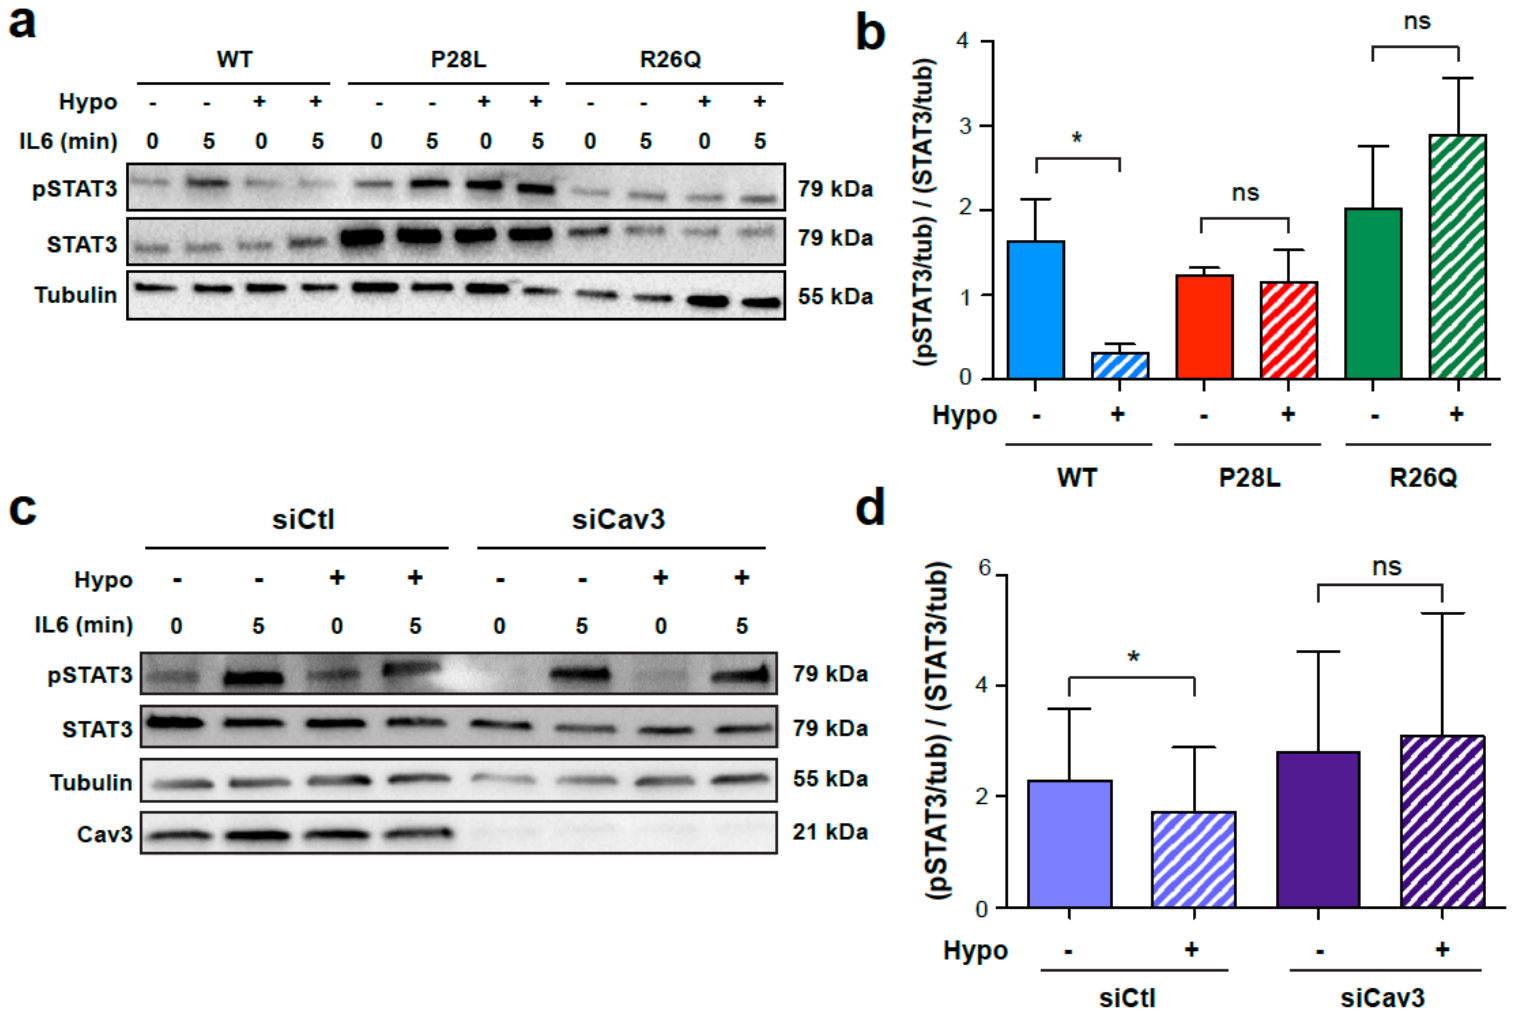 a
WT P28L R26Q
Hypo - - + + - - + + - - + +
IL6 (min) 0 5 0 5 0 5 0 5 0 5 0 5
pSTAT3 79 kDa
STAT3 79 kDa
Tubulin 55 kDa
b
(pSTAT3/tub) / (STAT3/tub)
4
3
2
1
0
* ns ns
Hypo - + - + - +
WT P28L R26Q
c
siCtl siCav3
Hypo - - + + - - + +
IL6 (min) 0 5 0 5 0 5 0 5
pSTAT3 79 kDa
STAT3 79 kDa
Tubulin 55 kDa
Cav3 21 kDa
d
(pSTAT3/tub) / (STAT3/tub)
6
4
2
0
* ns
Hypo - + - +
siCtl siCav3